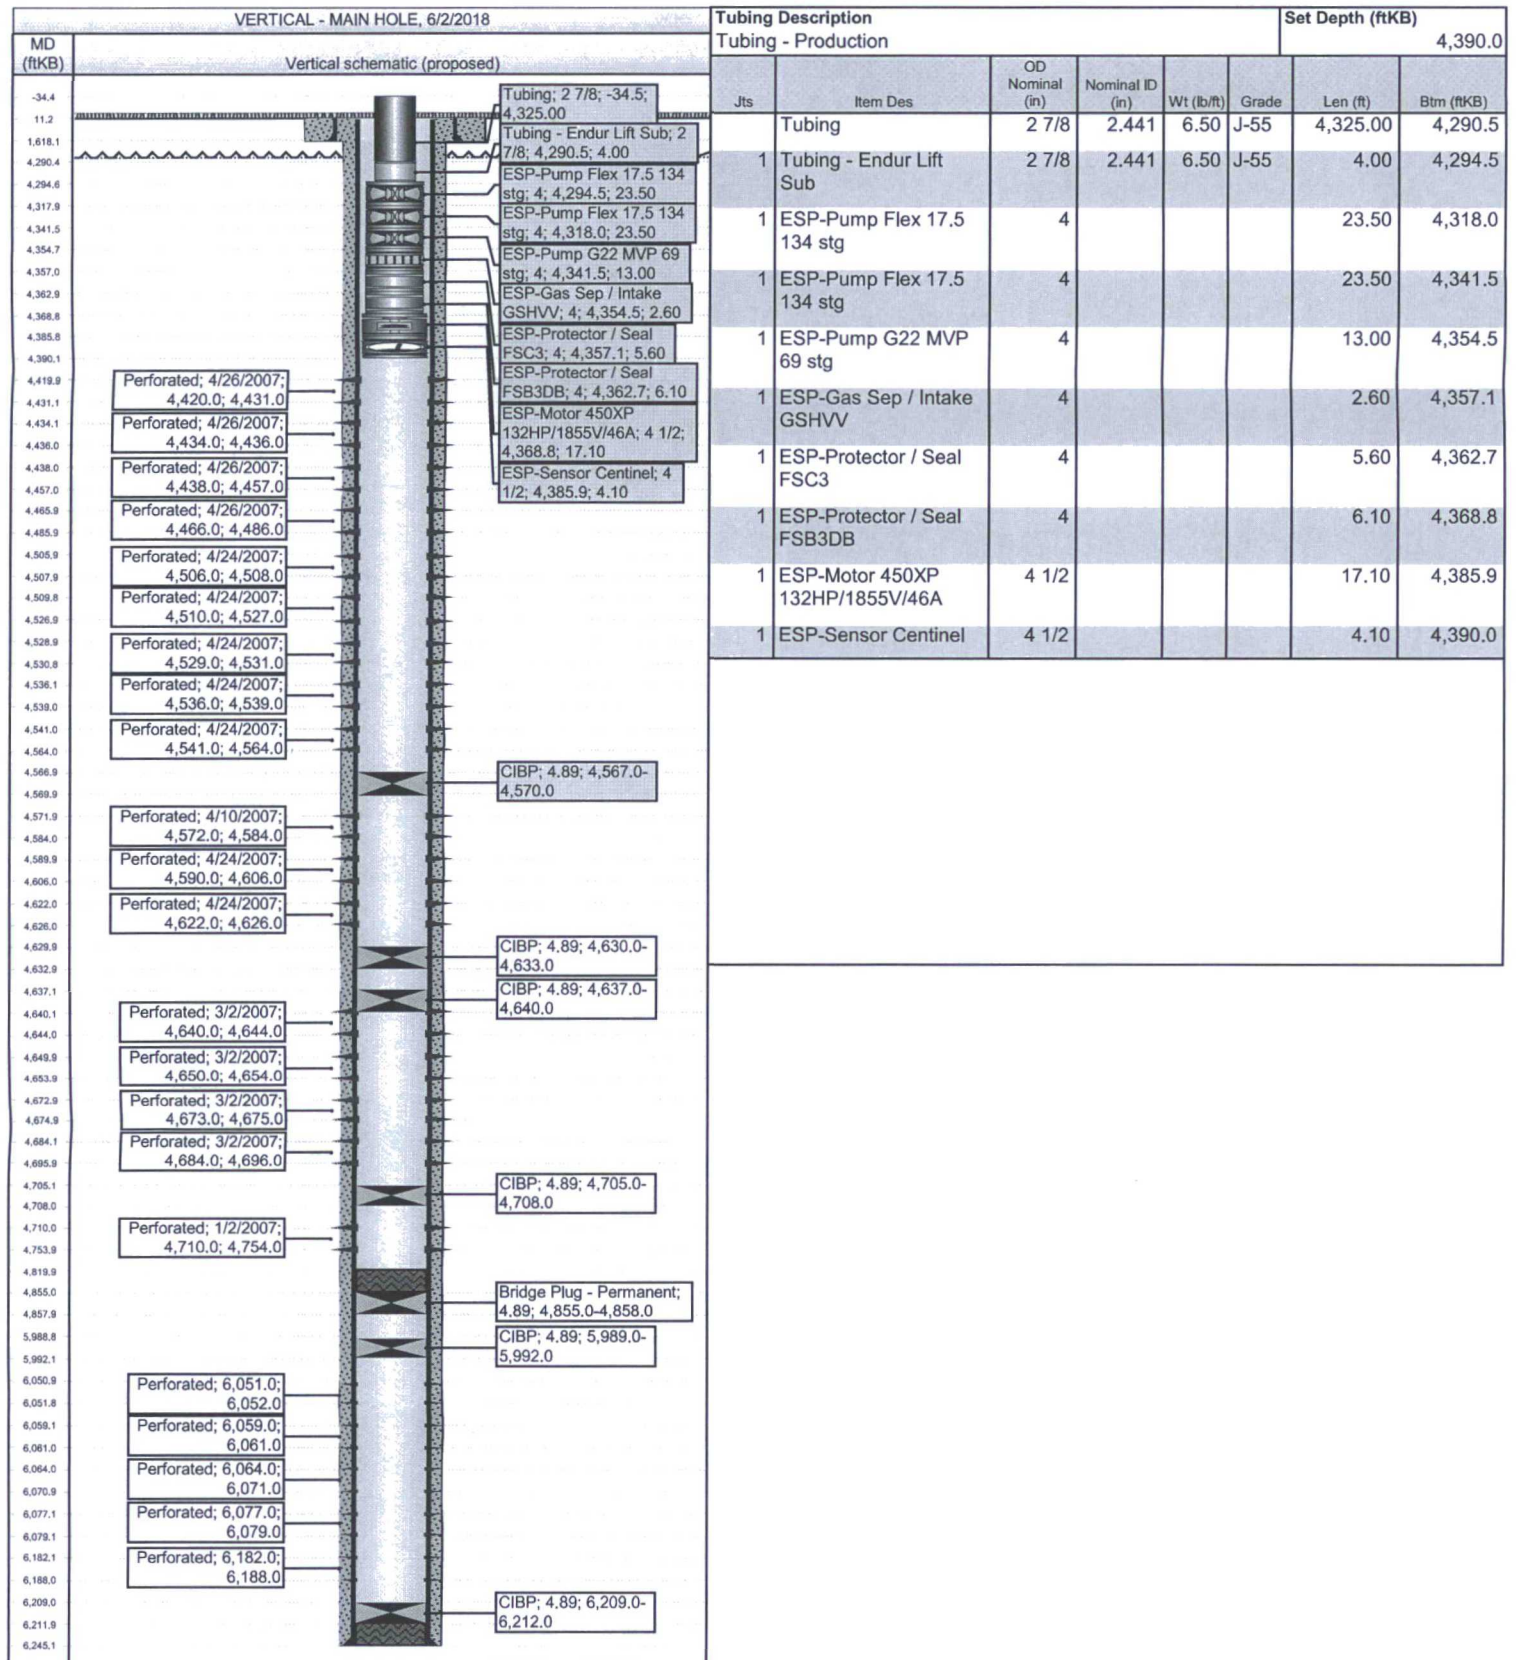 VERTICAL - MAIN HOLE, 6/2/2018
MD
(ftKB)
Vertical schematic (proposed)
-34.4
11.2
1,618.1
4,290.4
4,294.6
4,317.9
4,341.5
4,354.7
4,357.0
4,362.9
4,368.8
4,385.8
4,390.1
4,419.9
4,431.1
4,434.1
4,436.0
4,438.0
4,457.0
4,465.9
4,485.9
4,505.9
4,507.9
4,509.8
4,526.9
4,528.9
4,530.8
4,536.1
4,539.0
4,541.0
4,564.0
4,566.9
4,569.9
4,571.9
4,584.0
4,589.9
4,606.0
4,622.0
4,626.0
4,629.9
4,632.9
4,637.1
4,640.1
4,644.0
4,649.9
4,653.9
4,672.9
4,674.9
4,684.1
4,695.9
4,705.1
4,708.0
4,710.0
4,753.9
4,819.9
4,855.0
4,857.9
5,988.8
5,992.1
6,050.9
6,051.8
6,059.1
6,061.0
6,064.0
6,070.9
6,077.1
6,079.1
6,182.1
6,188.0
6,209.0
6,211.9
6,245.1
Perforated; 4/26/2007;
4,420.0; 4,431.0
Perforated; 4/26/2007;
4,434.0; 4,436.0
Perforated; 4/26/2007;
4,438.0; 4,457.0
Perforated; 4/26/2007;
4,466.0; 4,486.0
Perforated; 4/24/2007;
4,506.0; 4,508.0
Perforated; 4/24/2007;
4,510.0; 4,527.0
Perforated; 4/24/2007;
4,529.0; 4,531.0
Perforated; 4/24/2007;
4,536.0; 4,539.0
Perforated; 4/24/2007;
4,541.0; 4,564.0
Perforated; 4/10/2007;
4,572.0; 4,584.0
Perforated; 4/24/2007;
4,590.0; 4,606.0
Perforated; 4/24/2007;
4,622.0; 4,626.0
Perforated; 3/2/2007;
4,640.0; 4,644.0
Perforated; 3/2/2007;
4,650.0; 4,654.0
Perforated; 3/2/2007;
4,673.0; 4,675.0
Perforated; 3/2/2007;
4,684.0; 4,696.0
Perforated; 1/2/2007;
4,710.0; 4,754.0
Perforated; 6,051.0;
6,052.0
Perforated; 6,059.0;
6,061.0
Perforated; 6,064.0;
6,071.0
Perforated; 6,077.0;
6,079.0
Perforated; 6,182.0;
6,188.0
Tubing; 2 7/8; -34.5;
4,325.00
Tubing - Endur Lift Sub; 2
7/8; 4,290.5; 4.00
ESP-Pump Flex 17.5 134
stg; 4; 4,294.5; 23.50
ESP-Pump Flex 17.5 134
stg; 4; 4,318.0; 23.50
ESP-Pump G22 MVP 69
stg; 4; 4,341.5; 13.00
ESP-Gas Sep / Intake
GSHVV; 4; 4,354.5; 2.60
ESP-Protector / Seal
FSC3; 4; 4,357.1; 5.60
ESP-Protector / Seal
FSB3DB; 4; 4,362.7; 6.10
ESP-Motor 450XP
132HP/1855V/46A; 4 1/2;
4,368.8; 17.10
ESP-Sensor Centinel; 4
1/2; 4,385.9; 4.10
CIBP; 4.89; 4,567.0-
4,570.0
CIBP; 4.89; 4,630.0-
4,633.0
CIBP; 4.89; 4,637.0-
4,640.0
CIBP; 4.89; 4,705.0-
4,708.0
Bridge Plug - Permanent;
4.89; 4,855.0-4,858.0
CIBP; 4.89; 5,989.0-
5,992.0
CIBP; 4.89; 6,209.0-
6,212.0
Tubing Description Set Depth (ftKB)
Tubing - Production 4,390.0
Jts Item Des OD Nominal (in) Nominal ID (in) Wt (lb/ft) Grade Len (ft) Btm (ftKB)
Tubing 2 7/8 2.441 6.50 J-55 4,325.00 4,290.5
1 Tubing - Endur Lift 2 7/8 2.441 6.50 J-55 4.00 4,294.5
Sub
1 ESP-Pump Flex 17.5 4 23.50 4,318.0
134 stg
1 ESP-Pump Flex 17.5 4 23.50 4,341.5
134 stg
1 ESP-Pump G22 MVP 4 13.00 4,354.5
69 stg
1 ESP-Gas Sep / Intake 4 2.60 4,357.1
GSHVV
1 ESP-Protector / Seal 4 5.60 4,362.7
FSC3
1 ESP-Protector / Seal 4 6.10 4,368.8
FSB3DB
1 ESP-Motor 450XP 4 1/2 17.10 4,385.9
132HP/1855V/46A
1 ESP-Sensor Centinel 4 1/2 4.10 4,390.0